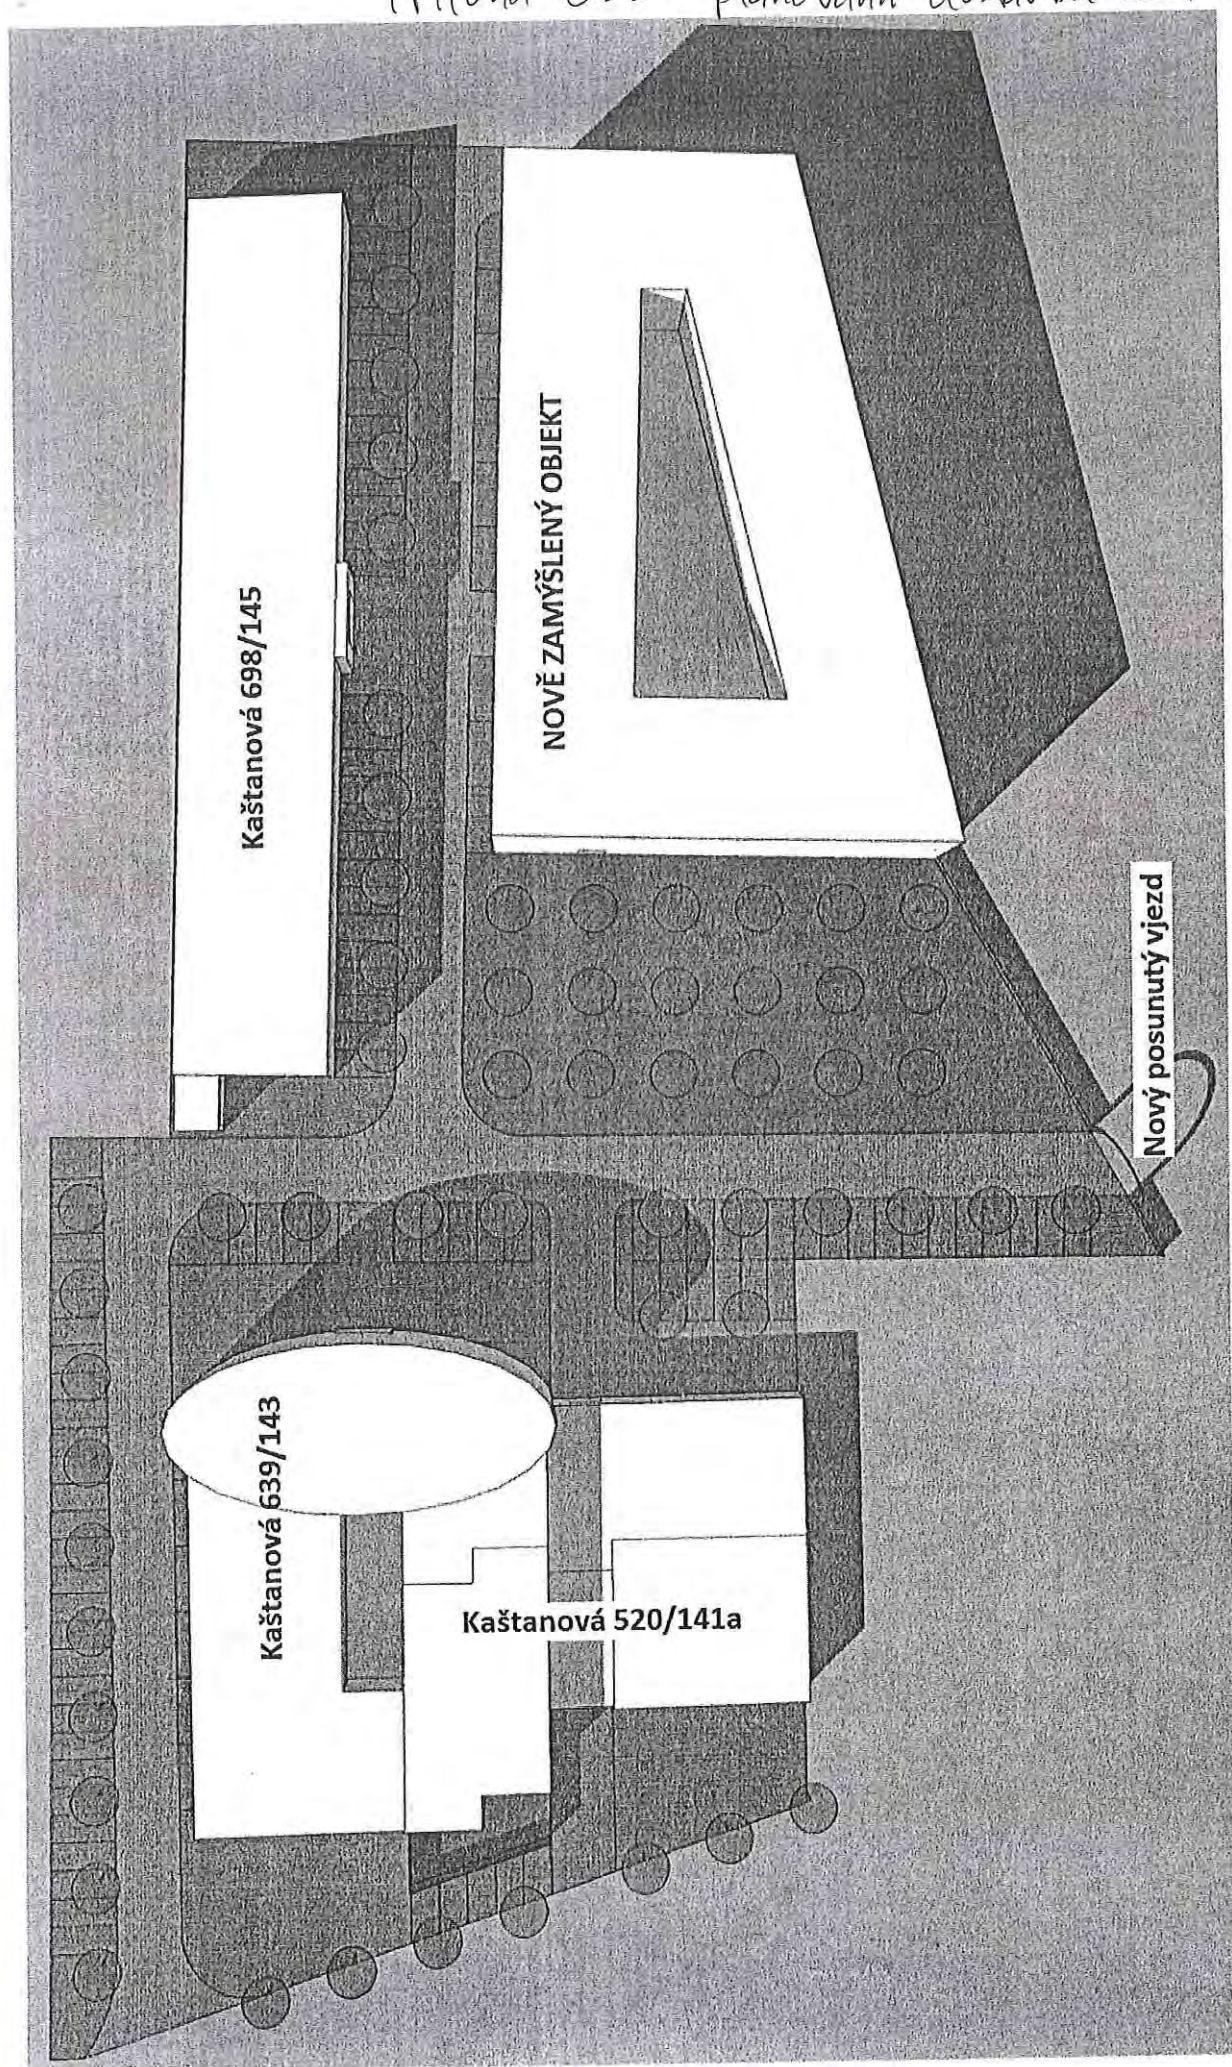 Kaštanová 698/145
NOVĚ ZAMÝŠLENÝ OBJEKT
Nový posunutý vjezd
Kaštanová 639/143
Kaštanová 520/141a